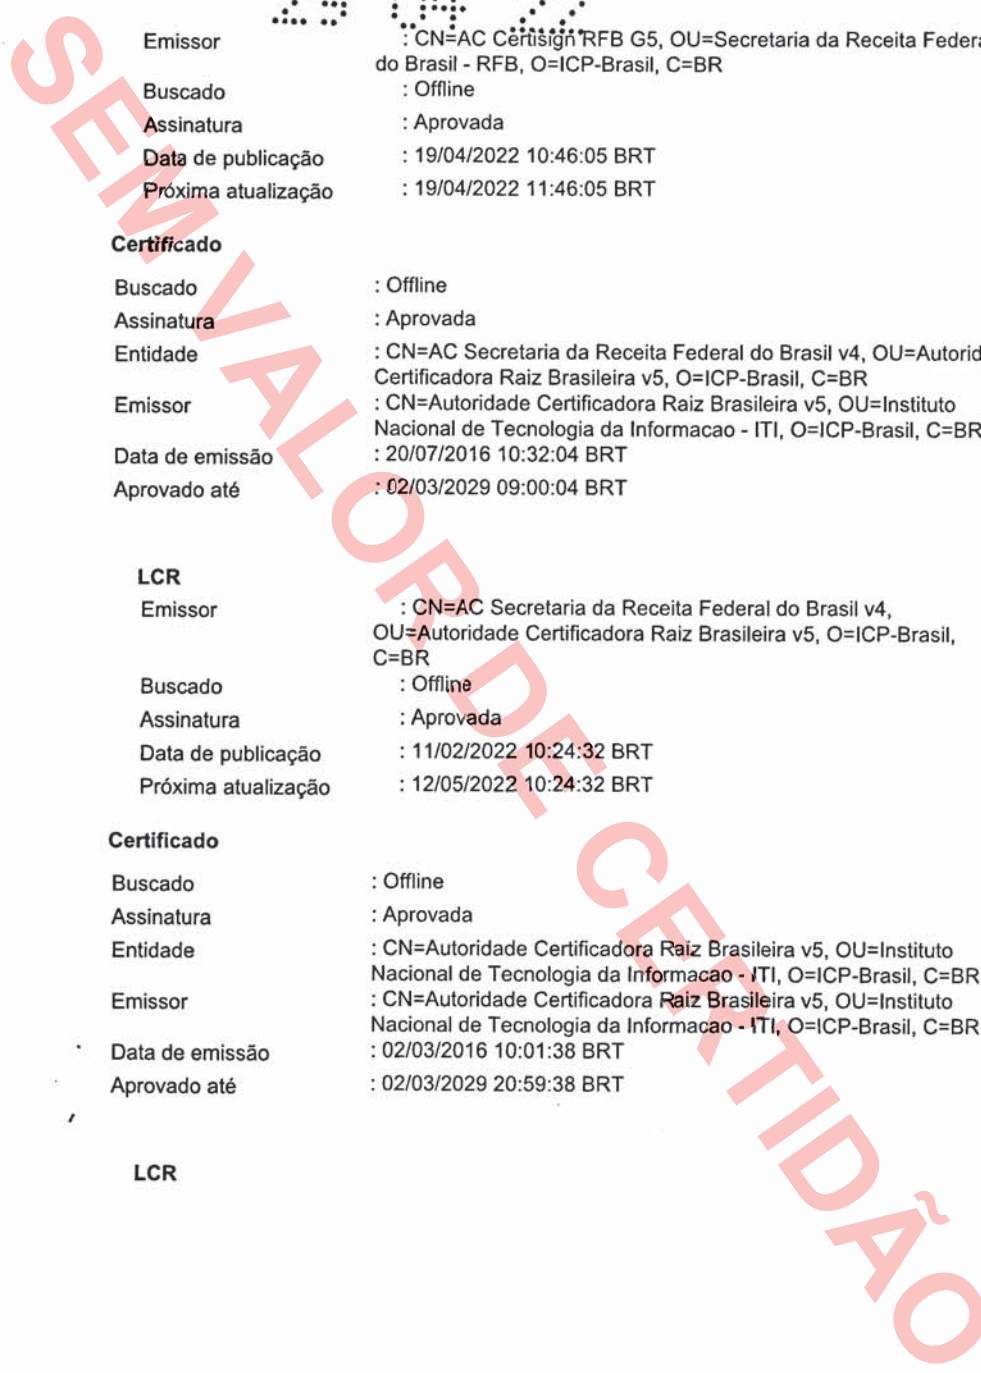 Emissor : CN=AC Certisign RFB G5, OU=Secretaria da Receita Federa
do Brasil - RFB, O=ICP-Brasil, C=BR
Buscado : Offline
Assinatura : Aprovada
Data de publicação : 19/04/2022 10:46:05 BRT
Próxima atualização : 19/04/2022 11:46:05 BRT
Certificado
Buscado : Offline
Assinatura : Aprovada
Entidade : CN=AC Secretaria da Receita Federal do Brasil v4, OU=Autorid
Certificadora Raiz Brasileira v5, O=ICP-Brasil, C=BR
Emissor : CN=Autoridade Certificadora Raiz Brasileira v5, OU=Instituto
Nacional de Tecnologia da Informacao - ITI, O=ICP-Brasil, C=BR
Data de emissão : 20/07/2016 10:32:04 BRT
Aprovado até : 02/03/2029 09:00:04 BRT
LCR
Emissor : CN=AC Secretaria da Receita Federal do Brasil v4,
OU=Autoridade Certificadora Raiz Brasileira v5, O=ICP-Brasil,
C=BR
Buscado : Offline
Assinatura : Aprovada
Data de publicação : 11/02/2022 10:24:32 BRT
Próxima atualização : 12/05/2022 10:24:32 BRT
Certificado
Buscado : Offline
Assinatura : Aprovada
Entidade : CN=Autoridade Certificadora Raiz Brasileira v5, OU=Instituto
Nacional de Tecnologia da Informacao - ITI, O=ICP-Brasil, C=BR
Emissor : CN=Autoridade Certificadora Raiz Brasileira v5, OU=Instituto
Nacional de Tecnologia da Informacao - ITI, O=ICP-Brasil, C=BR
Data de emissão : 02/03/2016 10:01:38 BRT
Aprovado até : 02/03/2029 20:59:38 BRT
LCR
SEM VALOR DE CERTIDÃO